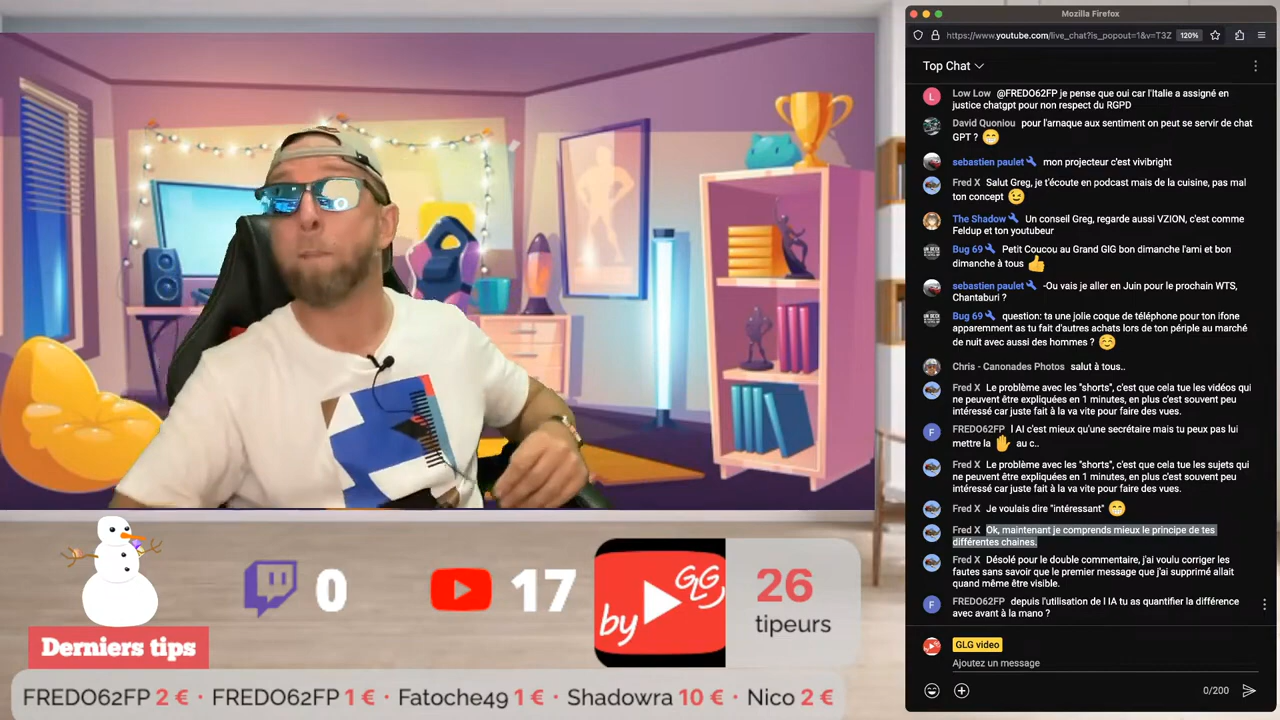 Mozilla Firefox
https://www.youtube.com/live_chat?is_popout=1&v=T3Z
120%
Top Chat
L
Low Low @FREDO62FP je pense que oui car l'Italie a assigné en
justice chatgpt pour non respect du RGPD
David Quoniou pour l'arnaque aux sentiment on peut se servir de chat
GPT ? 😁
sebastien paulet mon projecteur c'est vivibright
Fred X Salut Greg, je t'écoute en podcast mais de la cuisine, pas mal
ton concept 😉
The Shadow Un conseil Greg, regarde aussi VZION, c'est comme
Feldup et ton youtubeur
Bug 69 Petit Coucou au Grand GIG bon dimanche l'ami et bon
dimanche à tous 👍
sebastien paulet -Ou vais je aller en Juin pour le prochain WTS,
Chantaburi ?
Bug 69 question: ta une jolie coque de téléphone pour ton ifone
apparemment as tu fait d'autres achats lors de ton périple au marché
de nuit avec aussi des hommes ? 😊
Chris - Canonades Photos salut à tous..
Fred X Le problème avec les "shorts", c'est que cela tue les vidéos qui
ne peuvent être expliquées en 1 minutes, en plus c'est souvent peu
intéressé car juste fait à la va vite pour faire des vues.
F
FREDO62FP l AI c'est mieux qu'une secrétaire mais tu peux pas lui
mettre la ✋ au c..
Fred X Le problème avec les "shorts", c'est que cela tue les sujets qui
ne peuvent être expliquées en 1 minutes, en plus c'est souvent peu
intéressé car juste fait à la va vite pour faire des vues.
Fred X Je voulais dire "intéressant" 😁
Fred X Ok, maintenant je comprends mieux le principe de tes
différentes chaines.
Fred X Désolé pour le double commentaire, j'ai voulu corriger les
fautes sans savoir que le premier message que j'ai supprimé allait
quand même être visible.
F
FREDO62FP depuis l'utilisation de l IA tu as quantifier la différence
avec avant à la mano ?
GLG video
Ajoutez un message
0/200
0
17
by GLG
26
tipeurs
Derniers tips
FREDO62FP 2 € · FREDO62FP 1 € · Fatoche49 1 € · Shadowra 10 € · Nico 2 €